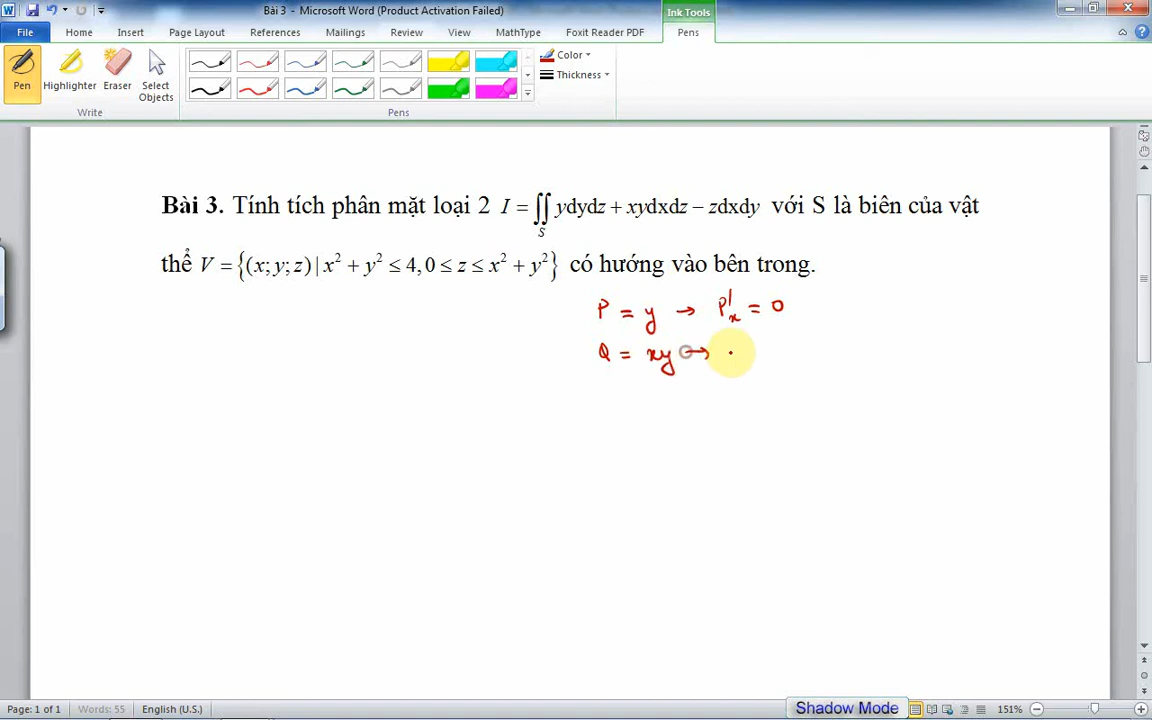 Bài 3 - Microsoft Word (Product Activation Failed)
Ink Tools
File Home Insert Page Layout References Mailings Review View MathType Foxit Reader PDF Pens
Pen Highlighter Eraser Select Objects
Color
Thickness
Write Pens
Bài 3. Tính tích phân mặt loại 2 I = ∬_S ydydz + xydxdz − zdxdy với S là biên của vật
thể V = {(x; y; z) | x² + y² ≤ 4, 0 ≤ z ≤ x² + y²} có hướng vào bên trong.
P = y → P'_x = 0
Q = xy →
Page: 1 of 1 Words: 55 English (U.S.) Shadow Mode 151%